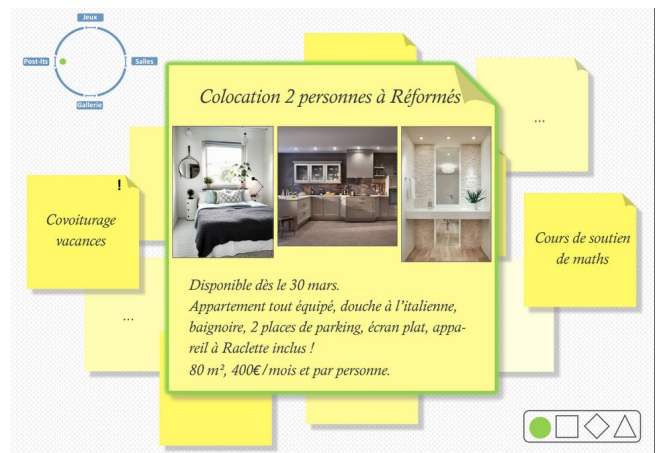 Jeux
Post-Its
Salles
Gallerie
Colocation 2 personnes à Réformés
...
!
Covoiturage
vacances
Cours de soutien
de maths
...
Disponible dès le 30 mars.
Appartement tout équipé, douche à l'italienne,
baignoire, 2 places de parking, écran plat, appa-
reil à Raclette inclus !
80 m², 400€/mois et par personne.